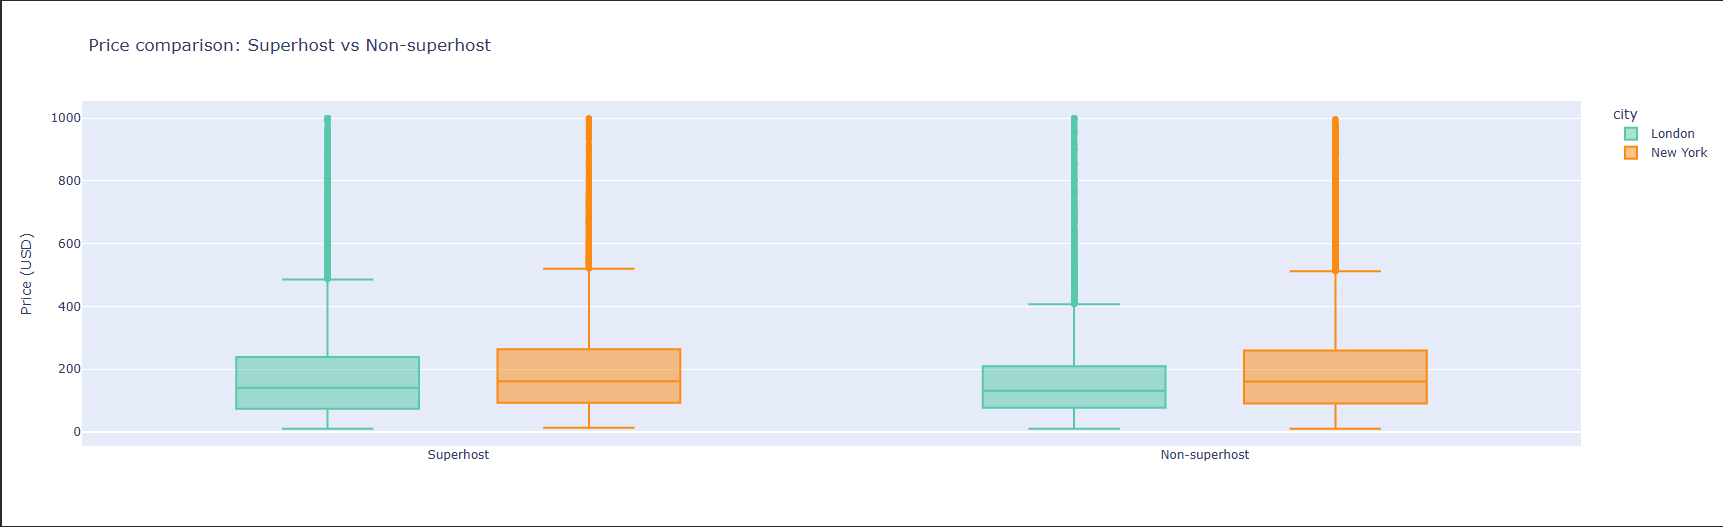 Price comparison: Superhost vs Non-superhost
city
London
New York
Price (USD)
1000
800
600
400
200
0
Superhost
Non-superhost